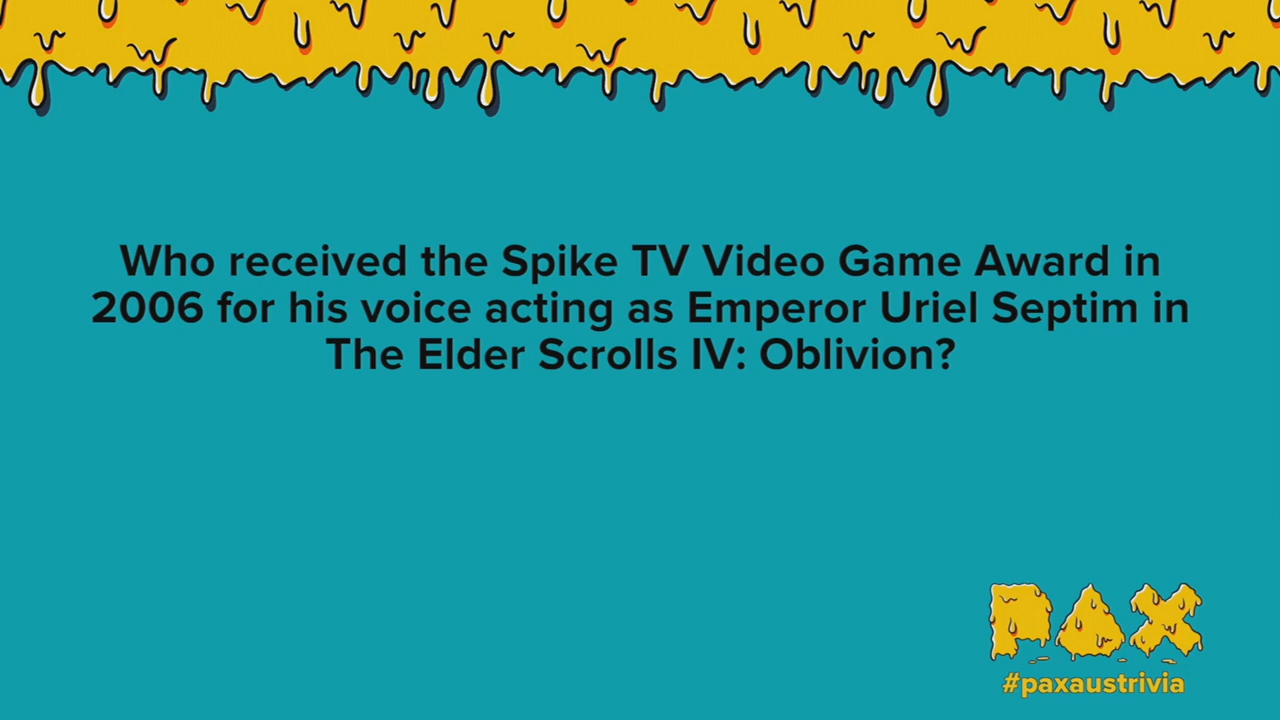 Who received the Spike TV Video Game Award in
2006 for his voice acting as Emperor Uriel Septim in
The Elder Scrolls IV: Oblivion?
PAX
#paxaustrivia